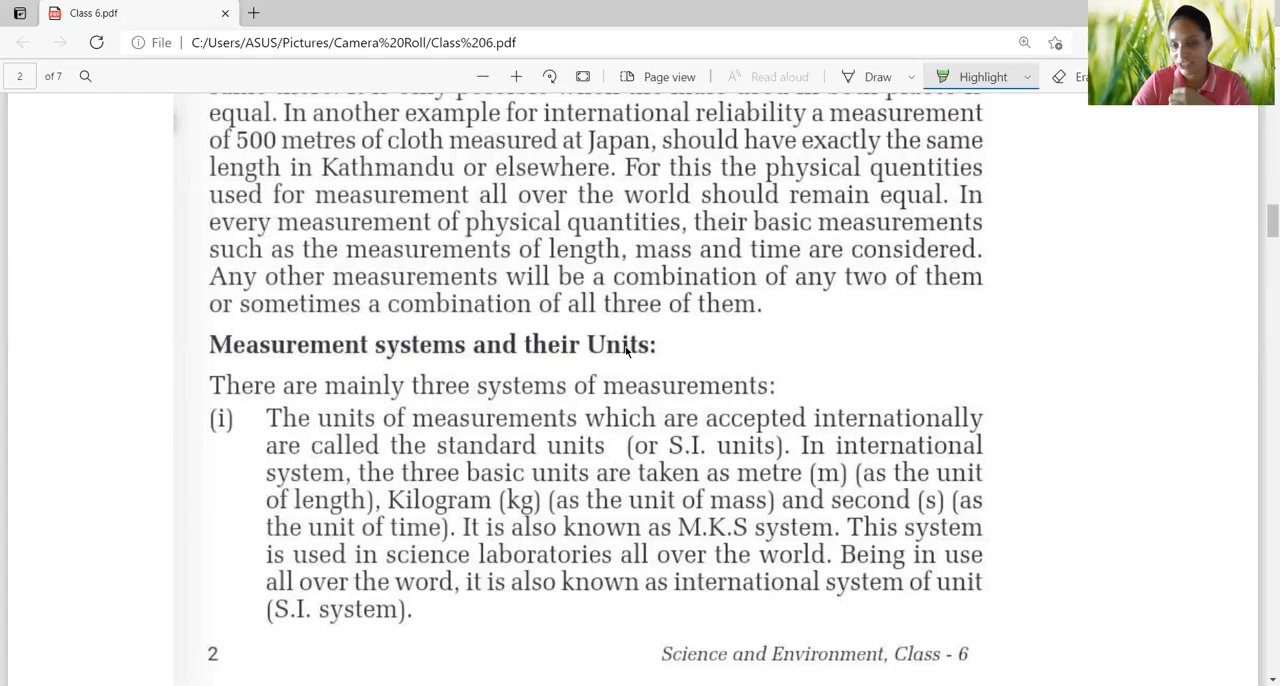 Class 6.pdf
File C:/Users/ASUS/Pictures/Camera%20Roll/Class%206.pdf
2 of 7 Page view Read aloud Draw Highlight
equal. In another example for international reliability a measurement
of 500 metres of cloth measured at Japan, should have exactly the same
length in Kathmandu or elsewhere. For this the physical quentities
used for measurement all over the world should remain equal. In
every measurement of physical quantities, their basic measurements
such as the measurements of length, mass and time are considered.
Any other measurements will be a combination of any two of them
or sometimes a combination of all three of them.
Measurement systems and their Units:
There are mainly three systems of measurements:
(i) The units of measurements which are accepted internationally
are called the standard units (or S.I. units). In international
system, the three basic units are taken as metre (m) (as the unit
of length), Kilogram (kg) (as the unit of mass) and second (s) (as
the unit of time). It is also known as M.K.S system. This system
is used in science laboratories all over the world. Being in use
all over the word, it is also known as international system of unit
(S.I. system).
2 Science and Environment, Class - 6